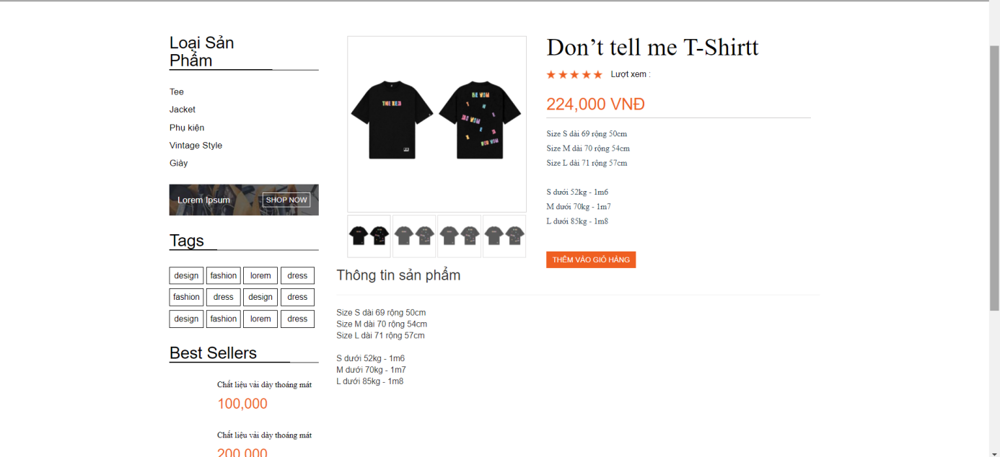 Loại Sản
Phẩm
Tee
Jacket
Phụ kiện
Vintage Style
Giày
Lorem Ipsum
SHOP NOW
Tags
design fashion lorem dress
fashion dress design dress
design fashion lorem dress
Best Sellers
Chất liệu vải dày thoáng mát
100,000
Chất liệu vải dày thoáng mát
200,000
Don’t tell me T-Shirtt
Lượt xem :
224,000 VNĐ
Size S dài 69 rộng 50cm
Size M dài 70 rộng 54cm
Size L dài 71 rộng 57cm
S dưới 52kg - 1m6
M dưới 70kg - 1m7
L dưới 85kg - 1m8
THÊM VÀO GIỎ HÀNG
Thông tin sản phẩm
Size S dài 69 rộng 50cm
Size M dài 70 rộng 54cm
Size L dài 71 rộng 57cm
S dưới 52kg - 1m6
M dưới 70kg - 1m7
L dưới 85kg - 1m8